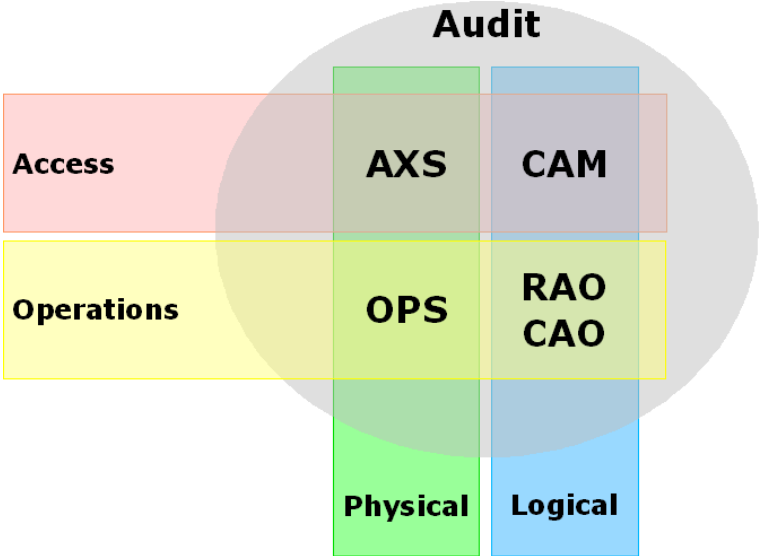 Audit
Access
AXS
CAM
Operations
OPS
RAO
CAO
Physical
Logical